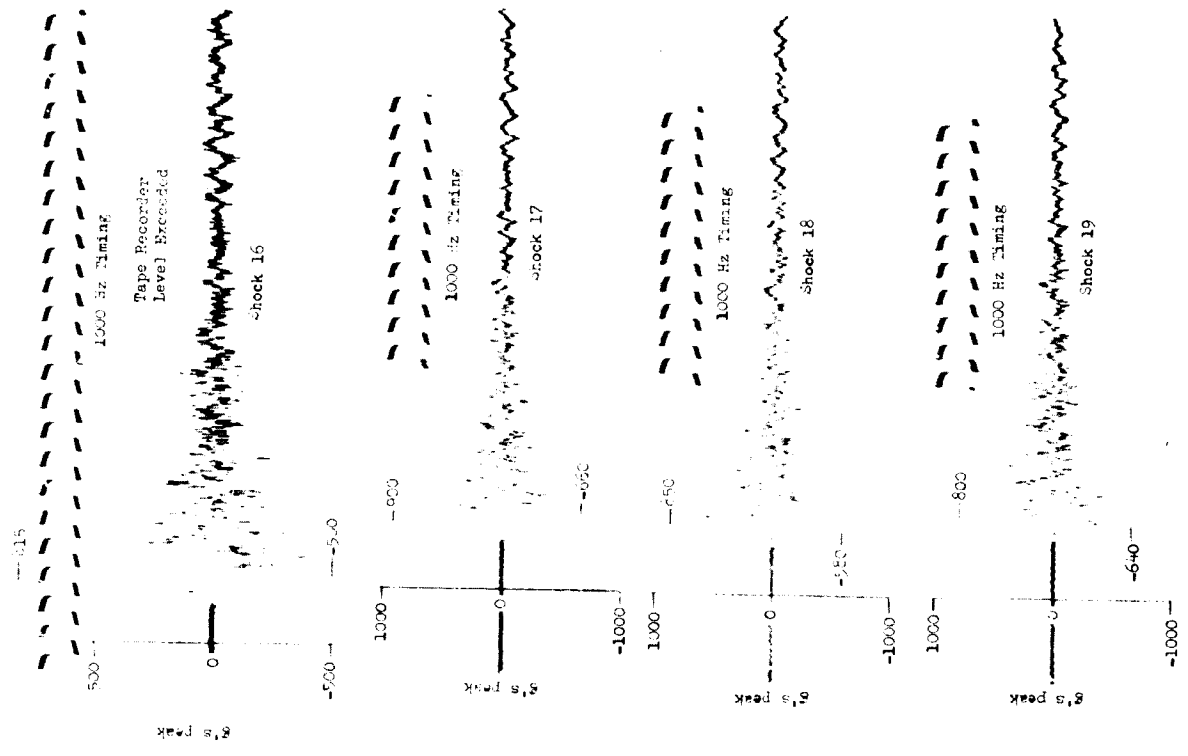 1000 Hz Timing
Tape Recorder
Level Exceeded
Shock 16
500
0
-500
g's peak
900
1000 Hz Timing
Shock 17
1000
0
-1000
g's peak
1000 Hz Timing
Shock 18
1000
0
-1000
g's peak
800
1000 Hz Timing
Shock 19
-640
1000
0
-1000
g's peak